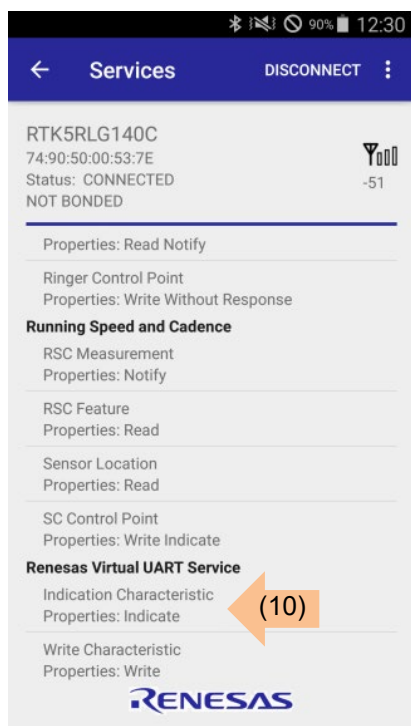 90% 12:30
Services DISCONNECT
RTK5RLG140C
74:90:50:00:53:7E
Status: CONNECTED -51
NOT BONDED
Properties: Read Notify
Ringer Control Point
Properties: Write Without Response
Running Speed and Cadence
RSC Measurement
Properties: Notify
RSC Feature
Properties: Read
Sensor Location
Properties: Read
SC Control Point
Properties: Write Indicate
Renesas Virtual UART Service
Indication Characteristic
Properties: Indicate (10)
Write Characteristic
Properties: Write
RENESAS